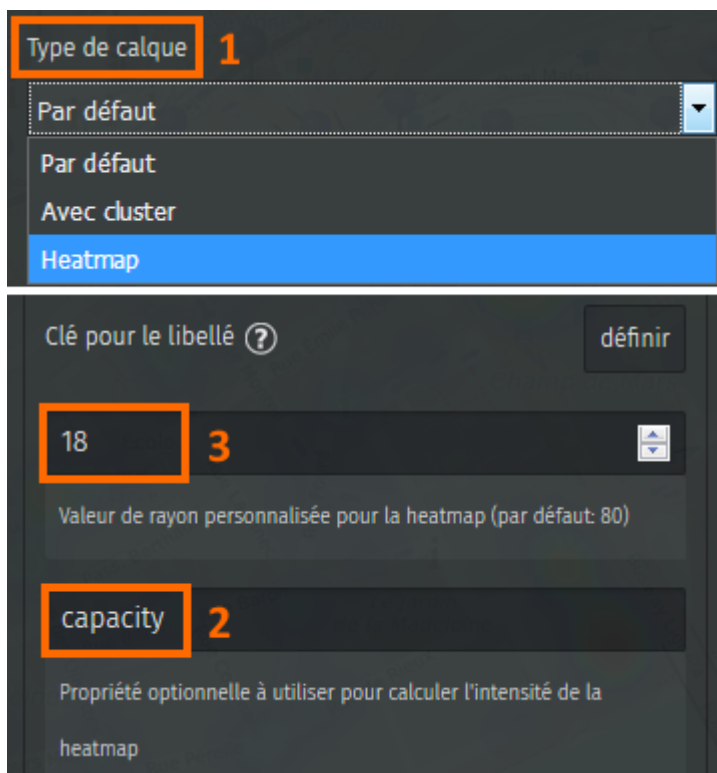 Type de calque 1
Par défaut
Par défaut
Avec cluster
Heatmap
Clé pour le libellé ? définir
18 3
Valeur de rayon personnalisée pour la heatmap (par défaut: 80)
capacity 2
Propriété optionnelle à utiliser pour calculer l'intensité de la
heatmap